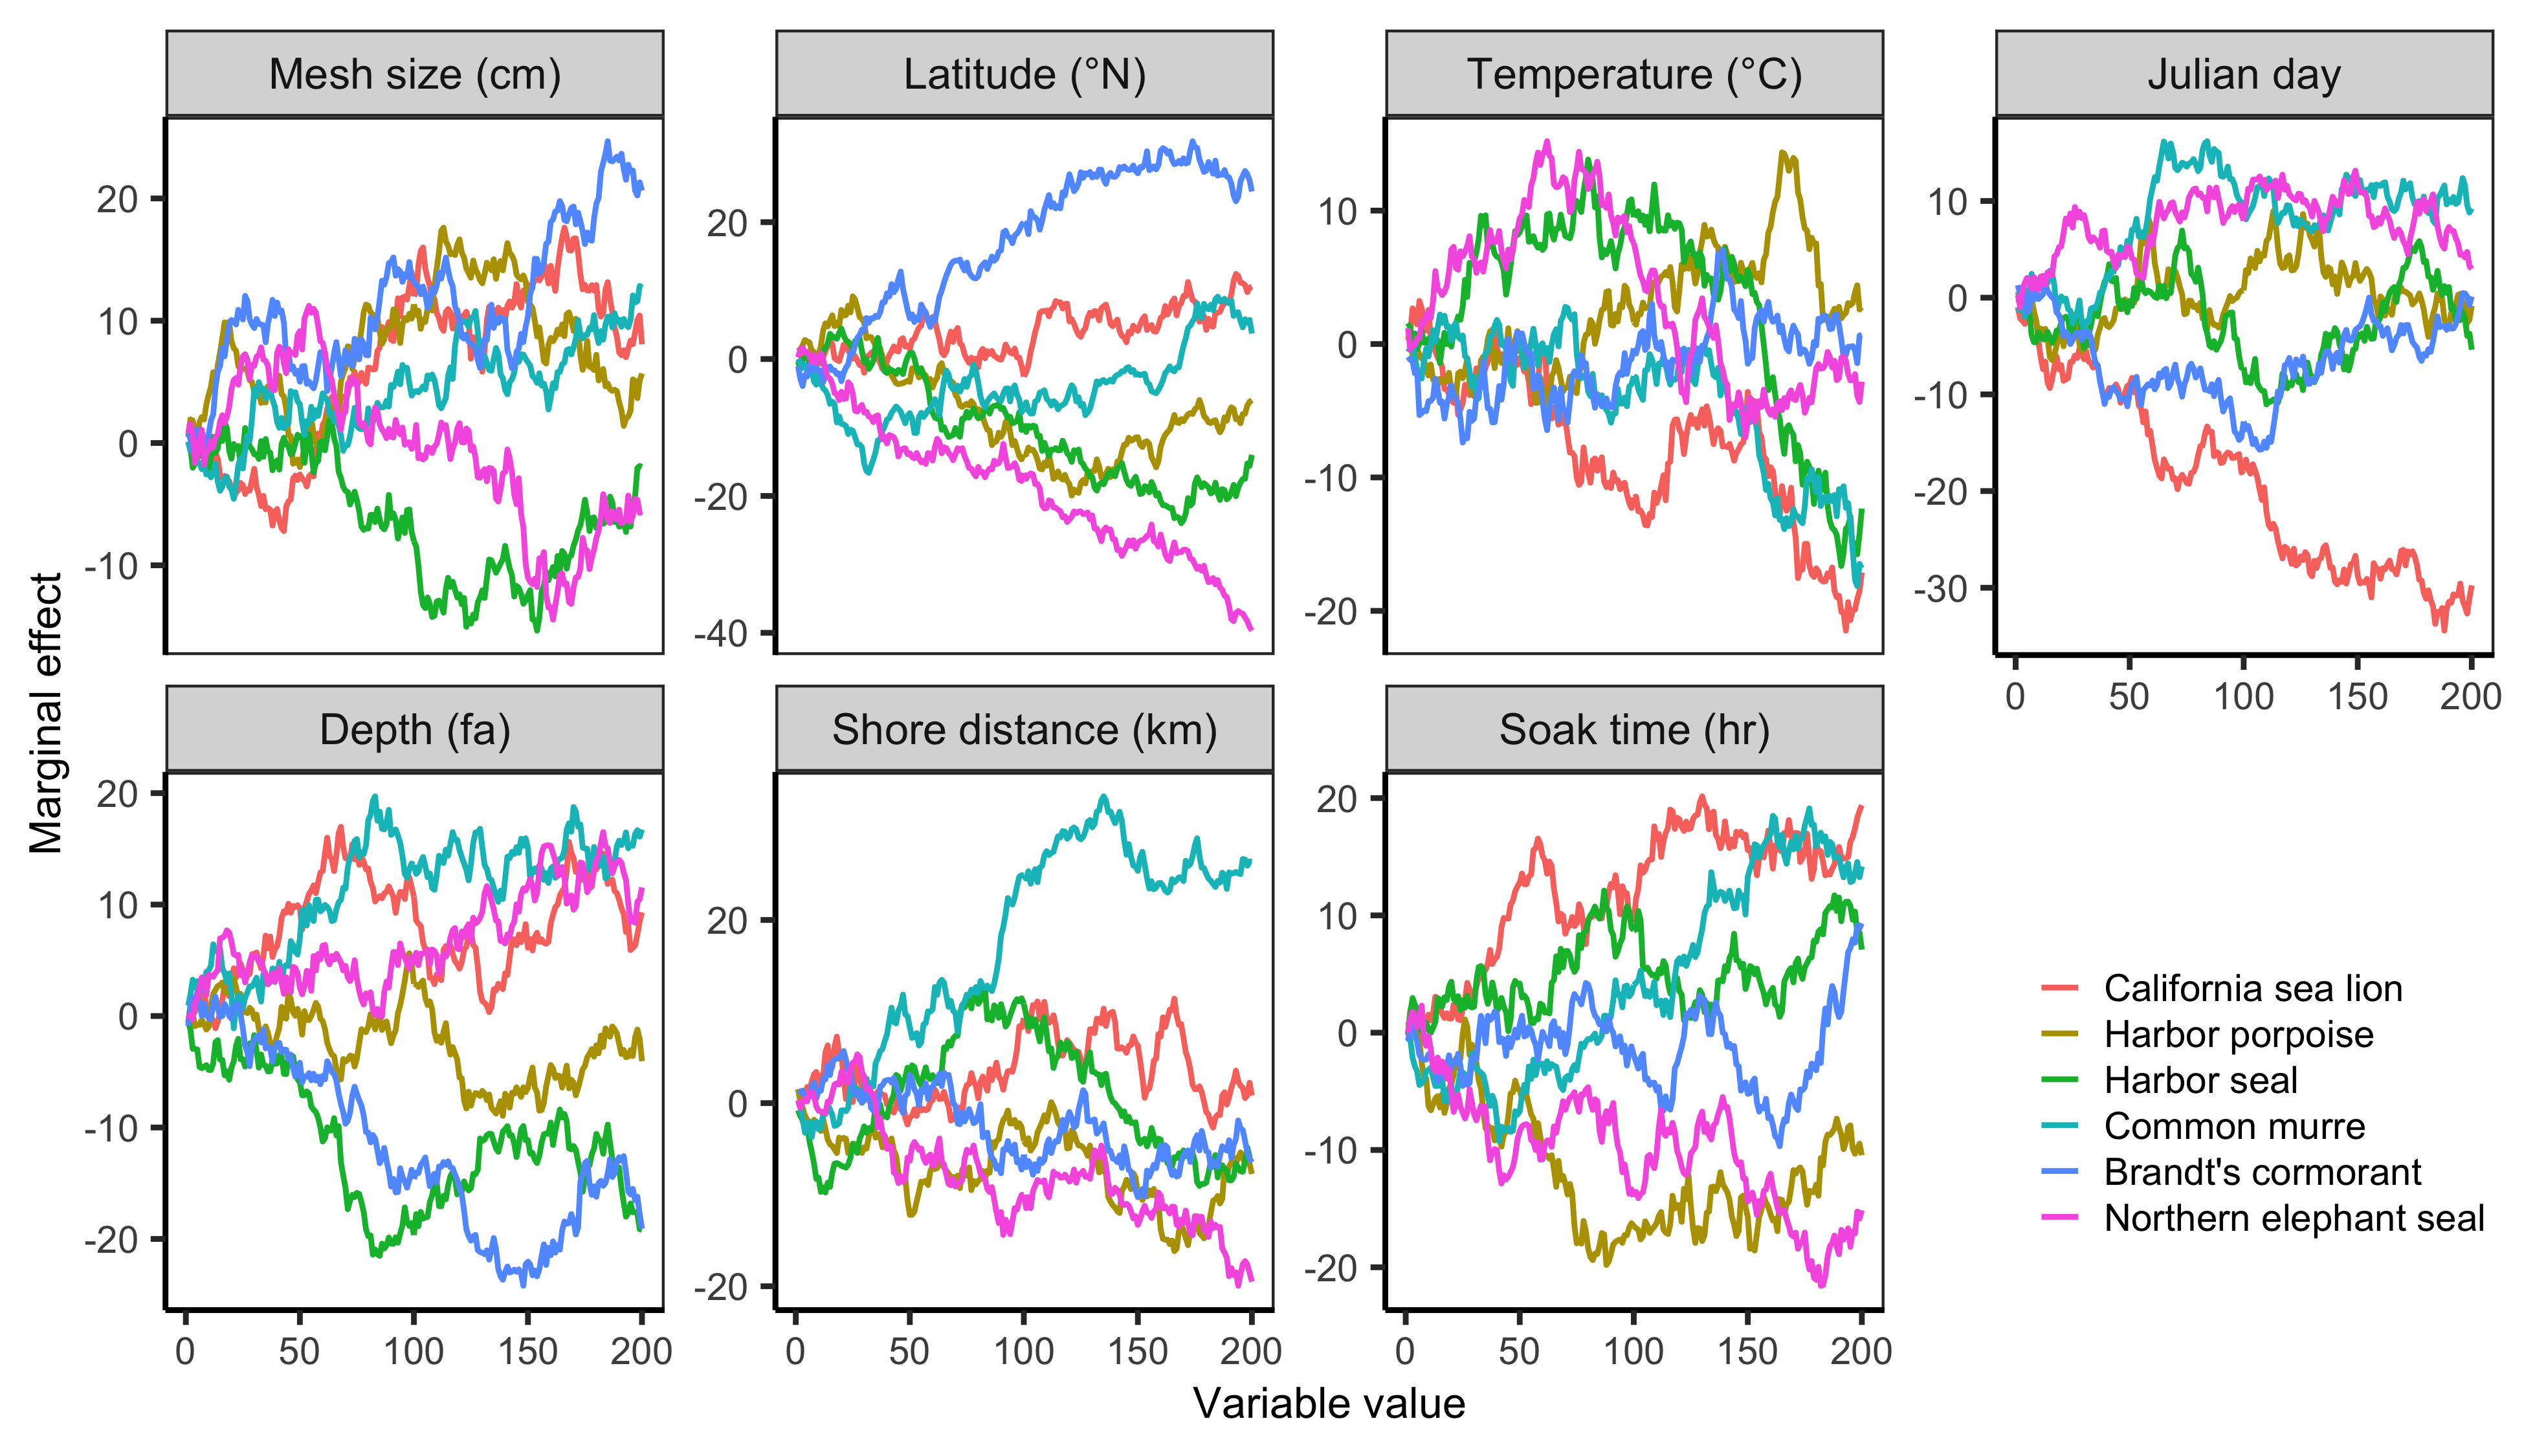 Mesh size (cm)
Latitude (°N)
Temperature (°C)
Julian day
20
10
0
-10
20
0
-20
-40
10
0
-10
-20
10
0
-10
-20
-30
0 50 100 150 200
Marginal effect
Depth (fa)
Shore distance (km)
Soak time (hr)
20
10
0
-10
-20
20
0
-20
20
10
0
-10
-20
0 50 100 150 200
0 50 100 150 200
0 50 100 150 200
Variable value
California sea lion
Harbor porpoise
Harbor seal
Common murre
Brandt's cormorant
Northern elephant seal